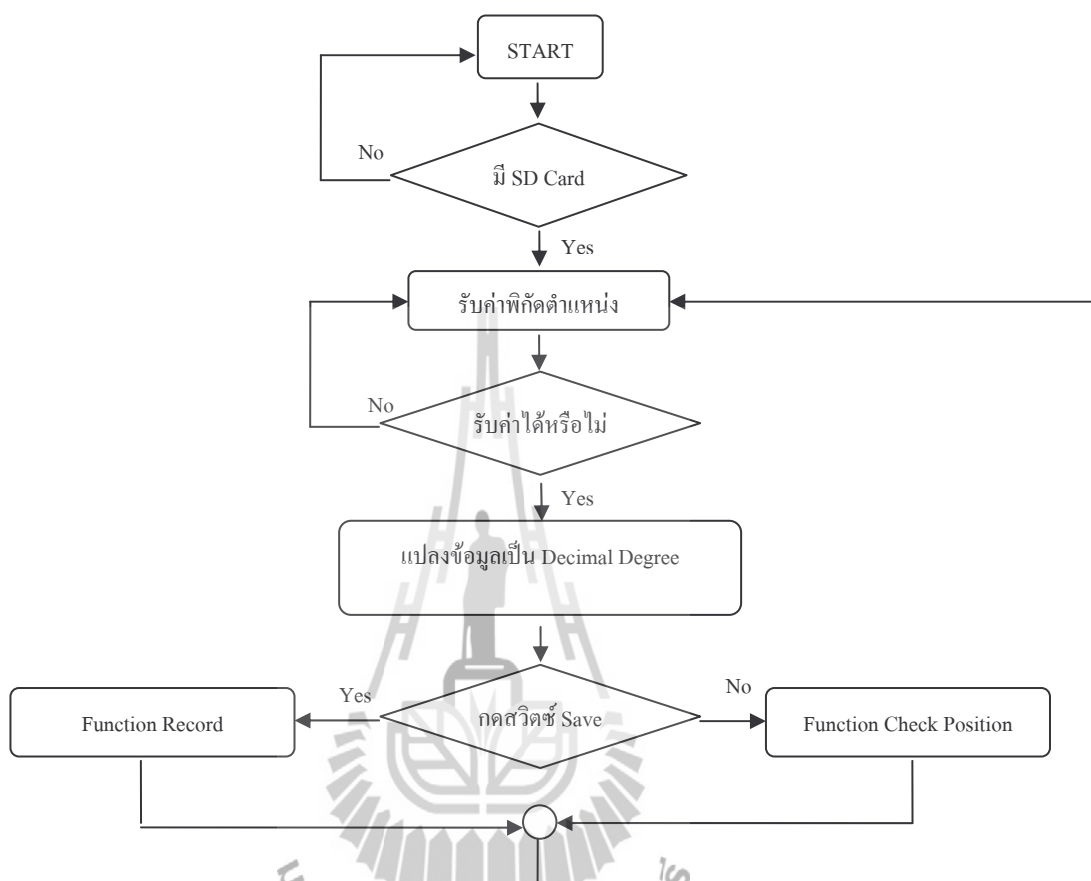 START
No
มี SD Card
Yes
รับค่าพิกัดตำแหน่ง
No
รับค่าได้หรือไม่
Yes
แปลงข้อมูลเป็น Decimal Degree
Yes
กดสวิตซ์ Save
No
Function Record
Function Check Position